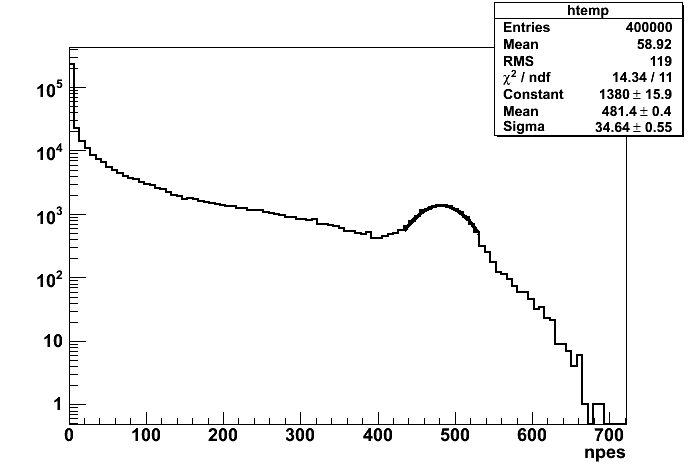 htemp
Entries 400000
Mean 58.92
RMS 119
χ² / ndf 14.34 / 11
Constant 1380 ± 15.9
Mean 481.4 ± 0.4
Sigma 34.64 ± 0.55
10⁵
10⁴
10³
10²
10
1
0 100 200 300 400 500 600 700
npes